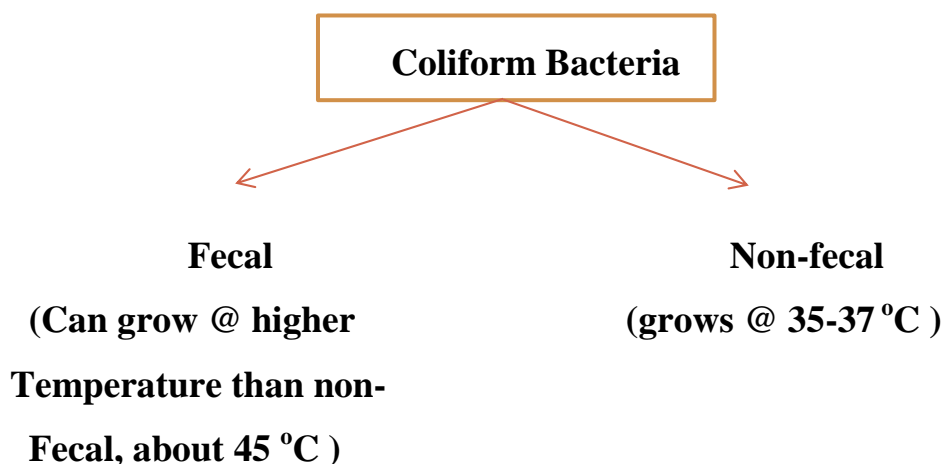 Coliform Bacteria
Fecal
(Can grow @ higher
Temperature than non-
Fecal, about 45 °C )
Non-fecal
(grows @ 35-37 °C )